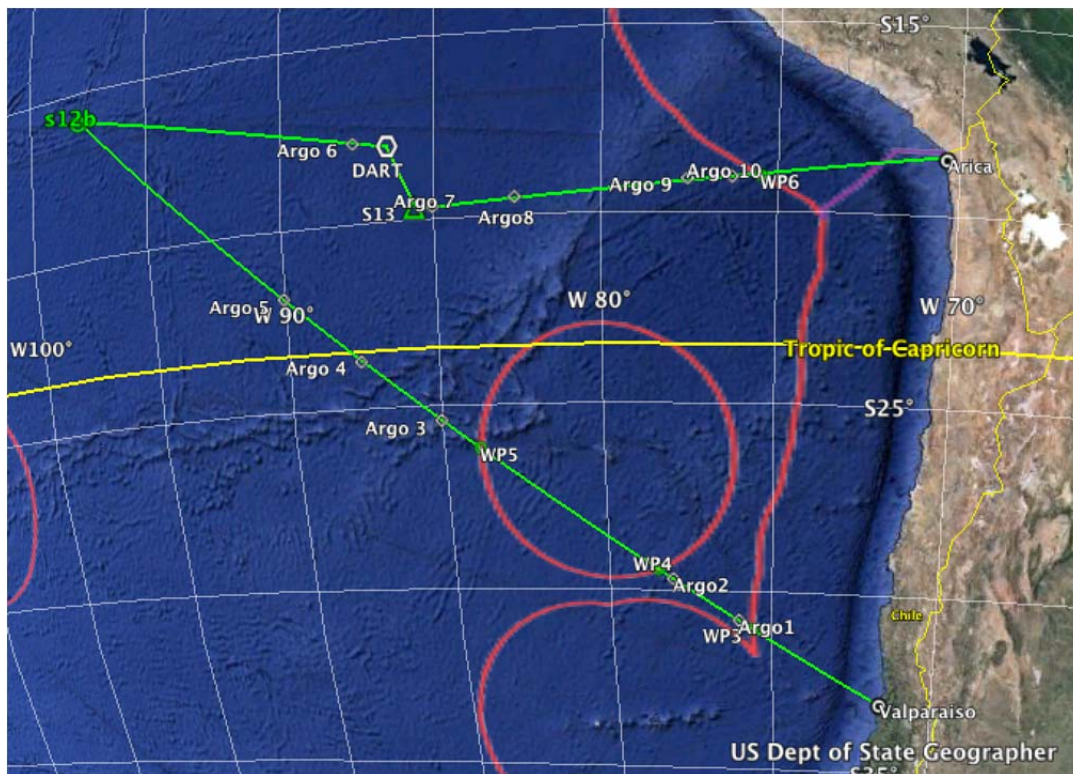 S15°
s12b
Argo 6
DART
Argo 9
Argo 10
WP6
Arica
S13
Argo 7
Argo8
Argo 5
W 90°
W 80°
W 70°
W100°
Argo 4
Tropic of Capricorn
S25°
Argo 3
WP5
WP4
Argo2
WP3
Argo1
Chile
Valparaiso
US Dept of State Geographer
S35°